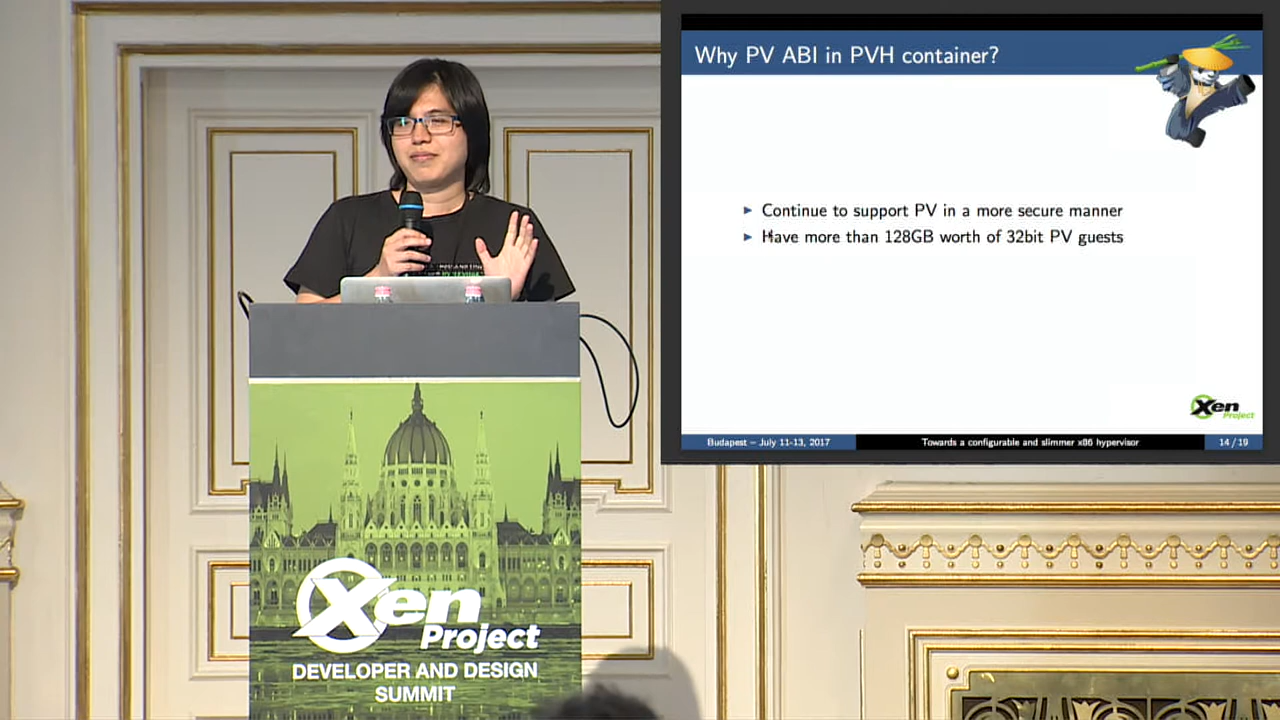 Why PV ABI in PVH container?
► Continue to support PV in a more secure manner
► Have more than 128GB worth of 32bit PV guests
Xen
Project
Budapest – July 11-13, 2017
Towards a configurable and slimmer x86 hypervisor
14 / 19
Xen
Project
DEVELOPER AND DESIGN
SUMMIT